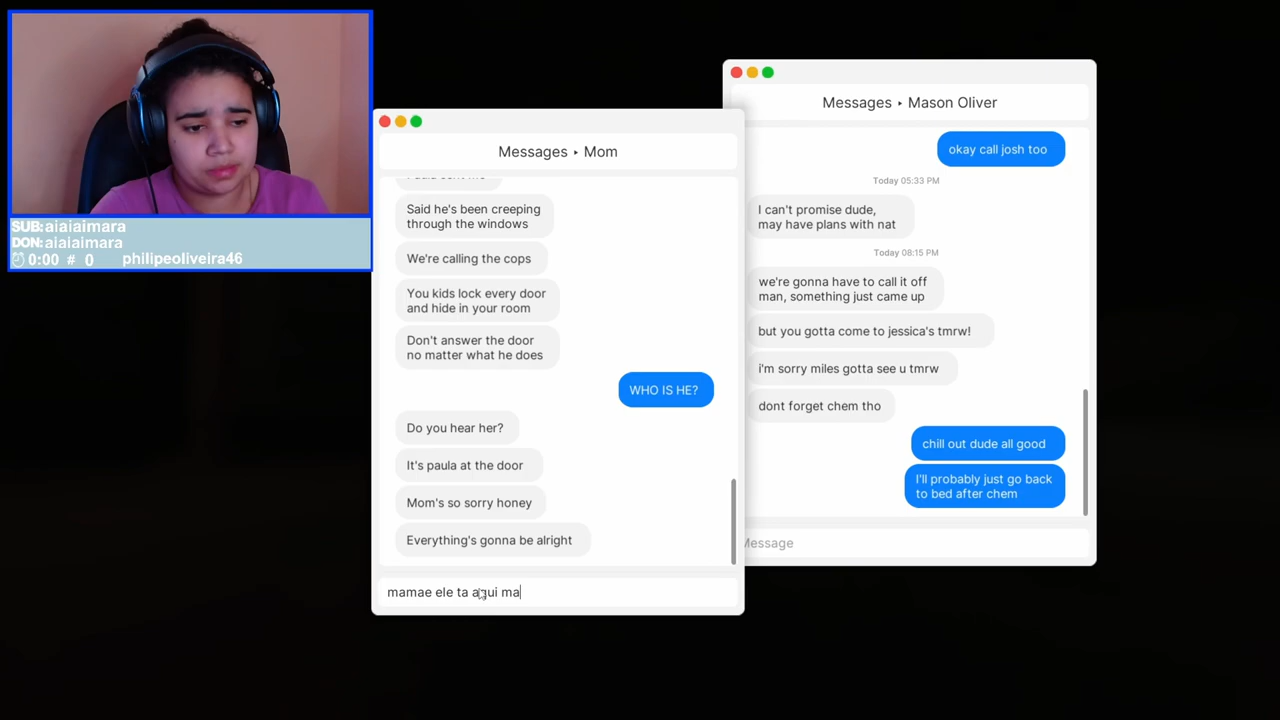 SUB:aiaiaimara
DON:aiaiaimara
0:00 # 0 philipeoliveira46
Messages ‣ Mom
Said he's been creeping
through the windows
We're calling the cops
You kids lock every door
and hide in your room
Don't answer the door
no matter what he does
WHO IS HE?
Do you hear her?
It's paula at the door
Mom's so sorry honey
Everything's gonna be alright
mamae ele ta aqui ma
Messages ‣ Mason Oliver
okay call josh too
Today 05:33 PM
I can't promise dude,
may have plans with nat
Today 08:15 PM
we're gonna have to call it off
man, something just came up
but you gotta come to jessica's tmrw!
i'm sorry miles gotta see u tmrw
dont forget chem tho
chill out dude all good
I'll probably just go back
to bed after chem
Message